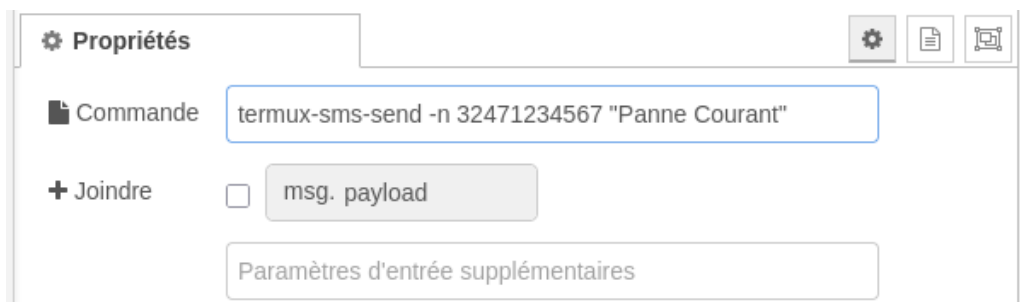 Propriétés
Commande termux-sms-send -n 32471234567 "Panne Courant"
Joindre msg. payload
Paramètres d'entrée supplémentaires